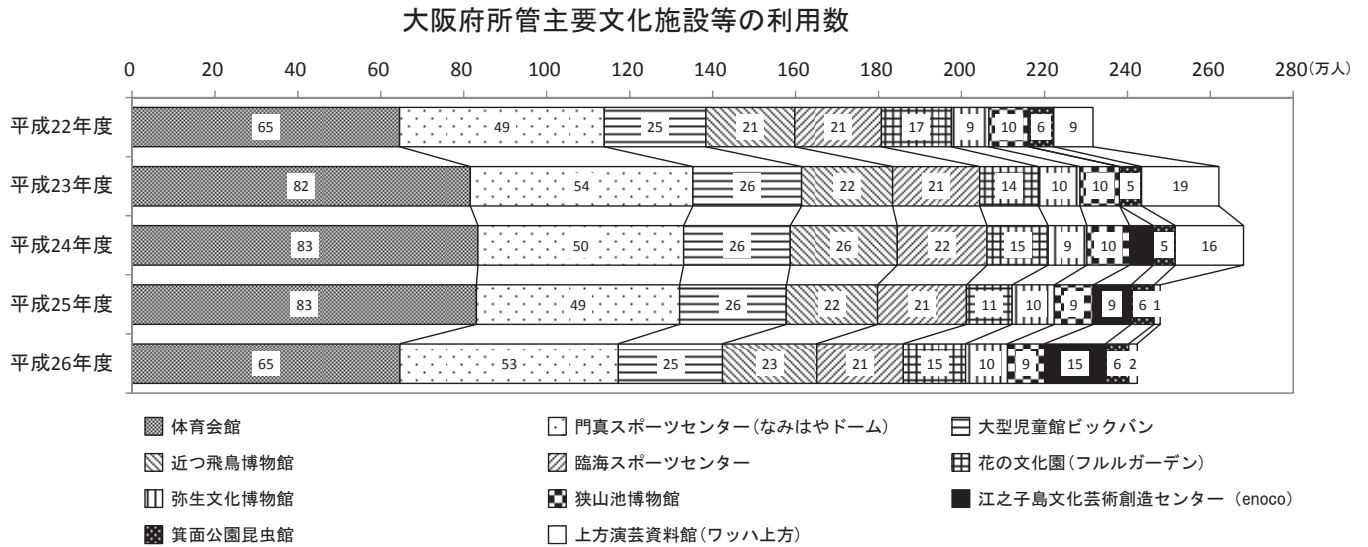 大阪府所管主要文化施設等の利用数
0 20 40 60 80 100 120 140 160 180 200 220 240 260 280(万人)
平成22年度 65 49 25 21 21 17 9 10 6 9
平成23年度 82 54 26 22 21 14 10 10 5 19
平成24年度 83 50 26 26 22 15 9 10 5 16
平成25年度 83 49 26 22 21 11 10 9 9 6 1
平成26年度 65 53 25 23 21 15 10 9 15 6 2
体育会館 門真スポーツセンター(なみはやドーム) 大型児童館ビックバン
近つ飛鳥博物館 臨海スポーツセンター 花の文化園(フルルガーデン)
弥生文化博物館 狭山池博物館 江之子島文化芸術創造センター (enoco)
箕面公園昆虫館 上方演芸資料館(ワッハ上方)